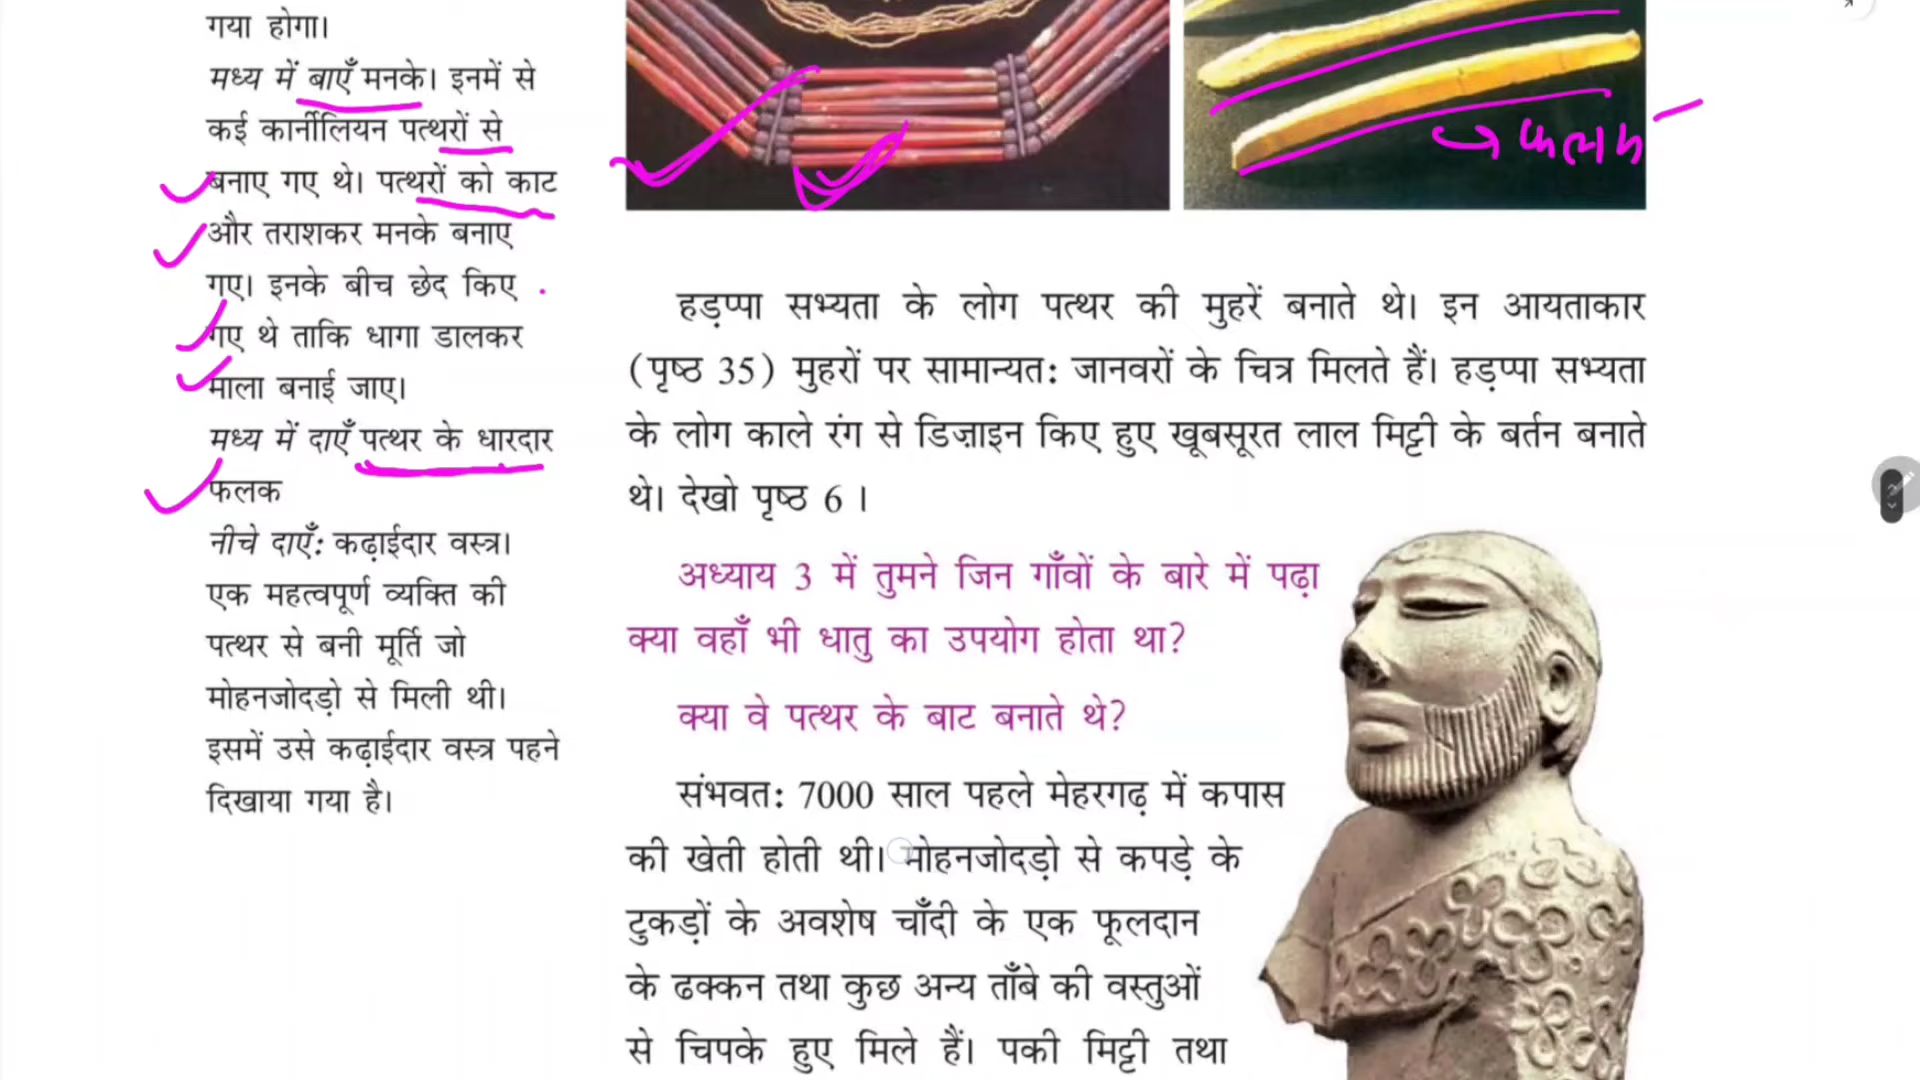 गया होगा।
मध्य में बाएँ मनके। इनमें से
कई कार्नीलियन पत्थरों से
बनाए गए थे। पत्थरों को काट
और तराशकर मनके बनाए
गए। इनके बीच छेद किए
गए थे ताकि धागा डालकर
माला बनाई जाए।
मध्य में दाएँ पत्थर के धारदार
फलक
नीचे दाएँ: कढ़ाईदार वस्त्र।
एक महत्वपूर्ण व्यक्ति की
पत्थर से बनी मूर्ति जो
मोहनजोदड़ो से मिली थी।
इसमें उसे कढ़ाईदार वस्त्र पहने
दिखाया गया है।
फलक
हड़प्पा सभ्यता के लोग पत्थर की मुहरें बनाते थे। इन आयताकार
(पृष्ठ 35) मुहरों पर सामान्यत: जानवरों के चित्र मिलते हैं। हड़प्पा सभ्यता
के लोग काले रंग से डिज़ाइन किए हुए खूबसूरत लाल मिट्टी के बर्तन बनाते
थे। देखो पृष्ठ 6 ।
अध्याय 3 में तुमने जिन गाँवों के बारे में पढ़ा
क्या वहाँ भी धातु का उपयोग होता था?
क्या वे पत्थर के बाट बनाते थे?
संभवत: 7000 साल पहले मेहरगढ़ में कपास
की खेती होती थी। मोहनजोदड़ो से कपड़े के
टुकड़ों के अवशेष चाँदी के एक फूलदान
के ढक्कन तथा कुछ अन्य ताँबे की वस्तुओं
से चिपके हुए मिले हैं। पकी मिट्टी तथा